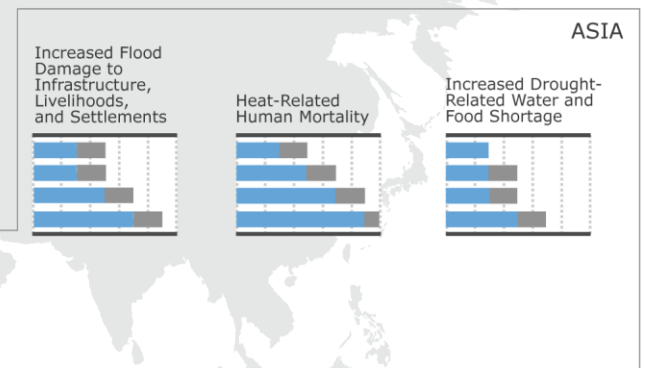 ASIA
Increased Flood
Damage to
Infrastructure,
Livelihoods,
and Settlements
Heat-Related
Human Mortality
Increased Drought-
Related Water and
Food Shortage